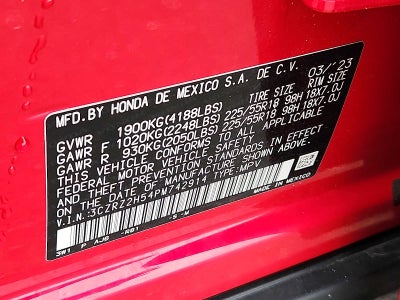 MFD.BY HONDA DE MEXICO S.A. DE C.V. 03/'23
TIRE SIZE RIM SIZE
GVWR 1900KG(4188LBS)
GAWR F 1020KG(2248LBS) 225/55R18 98H 18X7.0J
GAWR R 930KG(2050LBS) 225/55R18 98H 18X7.0J
THIS VEHICLE CONFORMS TO ALL APPLICABLE
FEDERAL MOTOR VEHICLE SAFETY STANDARDS IN EFFECT
AND THEFT PREVENTION
ON THE DATE OF MANUFACTURE SHOWN ABOVE.
V.I.N.:3CZRZ2H54PM742914 TYPE:MPV
MADE IN MEXICO
3W1 P AJB -R81 -S-M